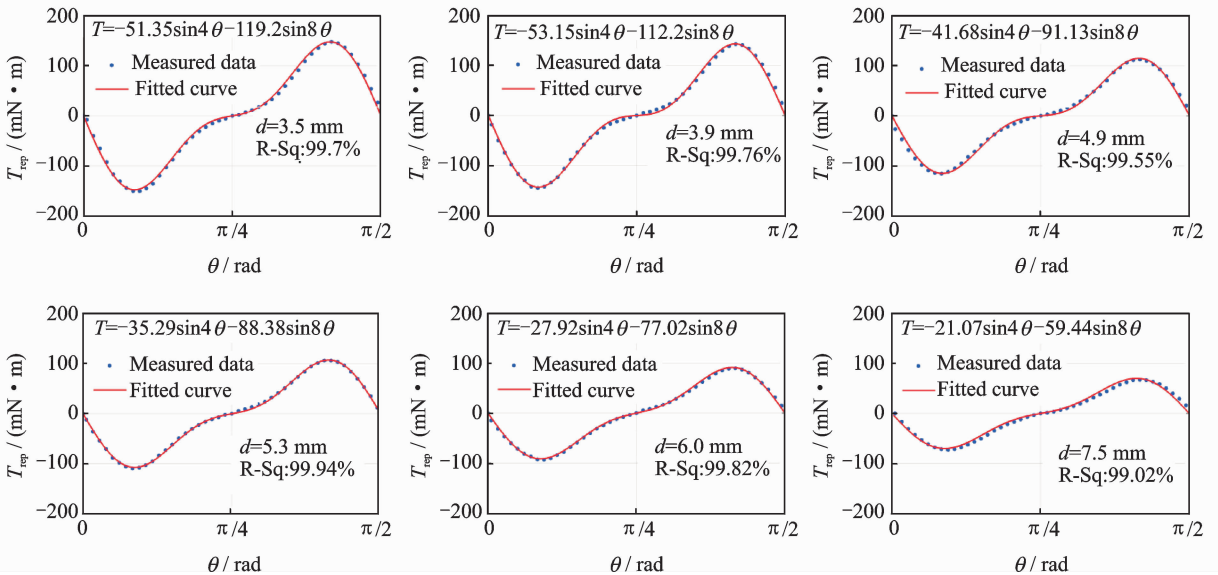 T=−51.35sin4θ−119.2sin8θ
Measured data
Fitted curve
d=3.5 mm
R-Sq:99.7%
200
100
0
−100
−200
T_rep / (mN·m)
0
π/4
π/2
θ / rad
T=−53.15sin4θ−112.2sin8θ
Measured data
Fitted curve
d=3.9 mm
R-Sq:99.76%
200
100
0
−100
−200
T_rep / (mN·m)
0
π/4
π/2
θ / rad
T=−41.68sin4θ−91.13sin8θ
Measured data
Fitted curve
d=4.9 mm
R-Sq:99.55%
200
100
0
−100
−200
T_rep / (mN·m)
0
π/4
π/2
θ / rad
T=−35.29sin4θ−88.38sin8θ
Measured data
Fitted curve
d=5.3 mm
R-Sq:99.94%
200
100
0
−100
−200
T_rep / (mN·m)
0
π/4
π/2
θ / rad
T=−27.92sin4θ−77.02sin8θ
Measured data
Fitted curve
d=6.0 mm
R-Sq:99.82%
200
100
0
−100
−200
T_rep / (mN·m)
0
π/4
π/2
θ / rad
T=−21.07sin4θ−59.44sin8θ
Measured data
Fitted curve
d=7.5 mm
R-Sq:99.02%
200
100
0
−100
−200
T_rep / (mN·m)
0
π/4
π/2
θ / rad